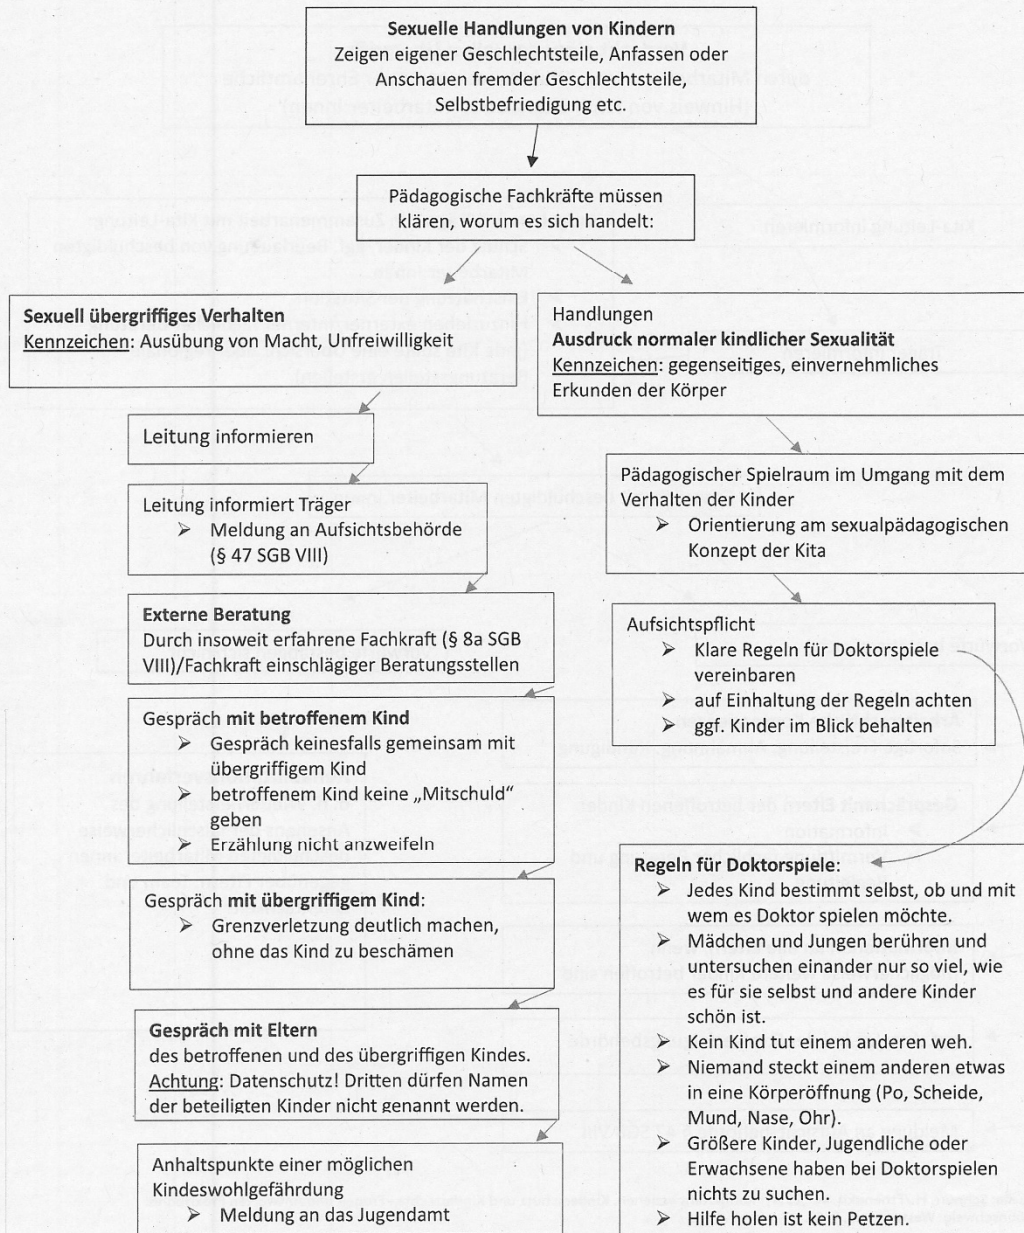 Sexuelle Handlungen von Kindern
Zeigen eigener Geschlechtsteile, Anfassen oder
Anschauen fremder Geschlechtsteile,
Selbstbefriedigung etc.
Pädagogische Fachkräfte müssen
klären, worum es sich handelt:
Sexuell übergriffiges Verhalten
Kennzeichen: Ausübung von Macht, Unfreiwilligkeit
Leitung informieren
Leitung informiert Träger
➢ Meldung an Aufsichtsbehörde
(§ 47 SGB VIII)
Externe Beratung
Durch insoweit erfahrene Fachkraft (§ 8a SGB
VIII)/Fachkraft einschlägiger Beratungsstellen
Gespräch mit betroffenem Kind
➢ Gespräch keinesfalls gemeinsam mit
übergriffigem Kind
➢ betroffenem Kind keine „Mitschuld"
geben
➢ Erzählung nicht anzweifeln
Gespräch mit übergriffigem Kind:
➢ Grenzverletzung deutlich machen,
ohne das Kind zu beschämen
Gespräch mit Eltern
des betroffenen und des übergriffigen Kindes.
Achtung: Datenschutz! Dritten dürfen Namen
der beteiligten Kinder nicht genannt werden.
Anhaltspunkte einer möglichen
Kindeswohlgefährdung
➢ Meldung an das Jugendamt
Handlungen
Ausdruck normaler kindlicher Sexualität
Kennzeichen: gegenseitiges, einvernehmliches
Erkunden der Körper
Pädagogischer Spielraum im Umgang mit dem
Verhalten der Kinder
➢ Orientierung am sexualpädagogischen
Konzept der Kita
Aufsichtspflicht
➢ Klare Regeln für Doktorspiele
vereinbaren
➢ auf Einhaltung der Regeln achten
➢ ggf. Kinder im Blick behalten
Regeln für Doktorspiele:
➢ Jedes Kind bestimmt selbst, ob und mit
wem es Doktor spielen möchte.
➢ Mädchen und Jungen berühren und
untersuchen einander nur so viel, wie
es für sie selbst und andere Kinder
schön ist.
➢ Kein Kind tut einem anderen weh.
➢ Niemand steckt einem anderen etwas
in eine Körperöffnung (Po, Scheide,
Mund, Nase, Ohr).
➢ Größere Kinder, Jugendliche oder
Erwachsene haben bei Doktorspielen
nichts zu suchen.
➢ Hilfe holen ist kein Petzen.